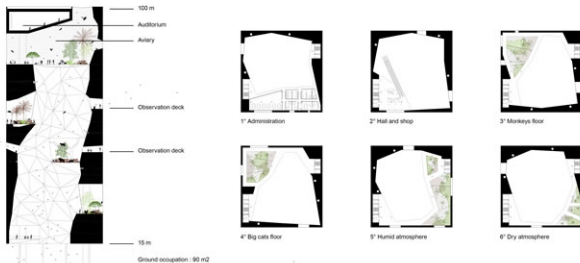 100 m
Auditorium
Aviary
Observation deck
Observation deck
15 m
Ground occupation : 90 m2
1° Administration
2° Hall and shop
3° Monkeys floor
4° Big cats floor
5° Humid atmosphere
6° Dry atmosphere